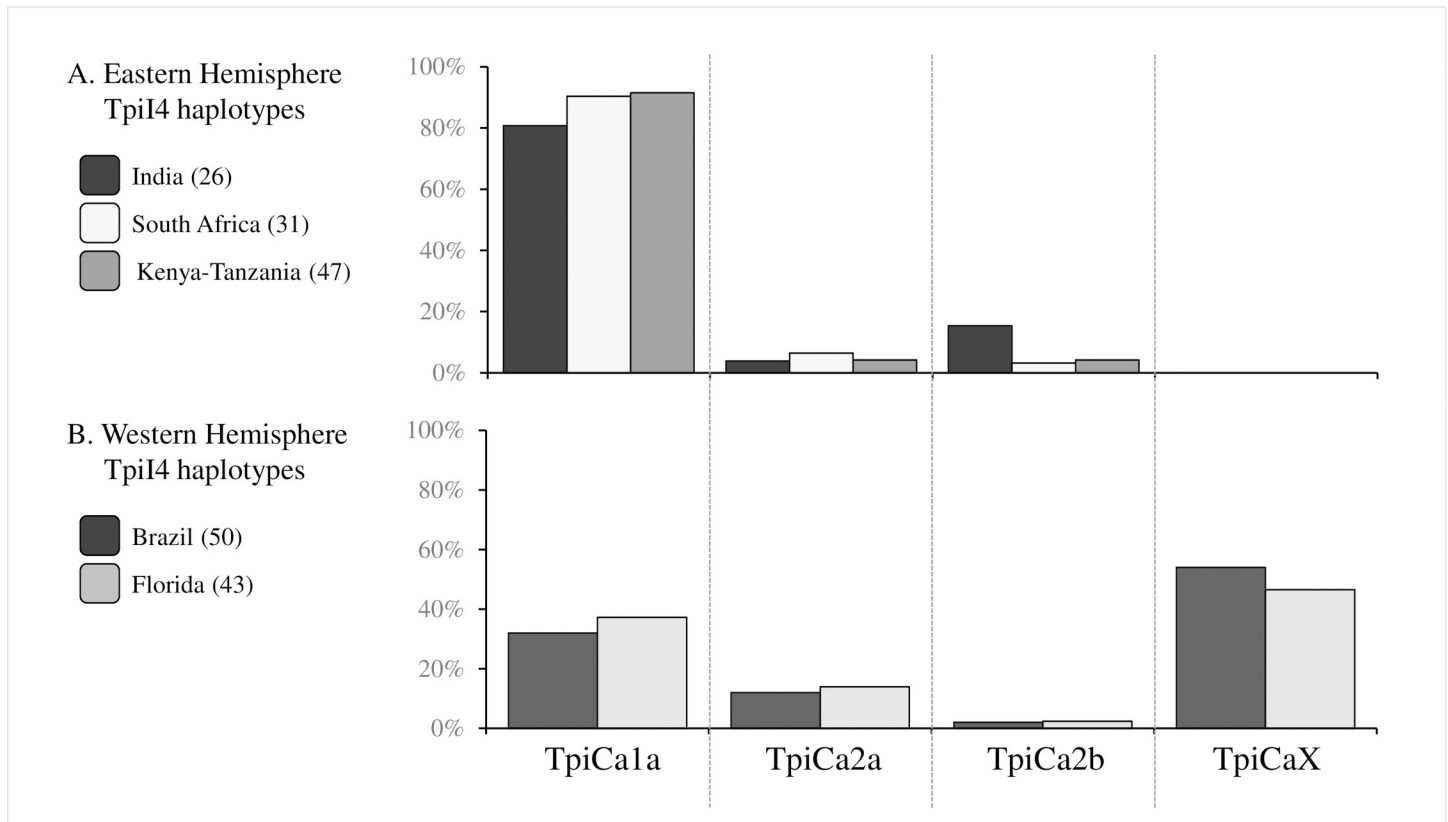 A. Eastern Hemisphere
TpiI4 haplotypes
India (26)
South Africa (31)
Kenya-Tanzania (47)
100%
80%
60%
40%
20%
0%
B. Western Hemisphere
TpiI4 haplotypes
Brazil (50)
Florida (43)
100%
80%
60%
40%
20%
0%
TpiCa1a
TpiCa2a
TpiCa2b
TpiCaX